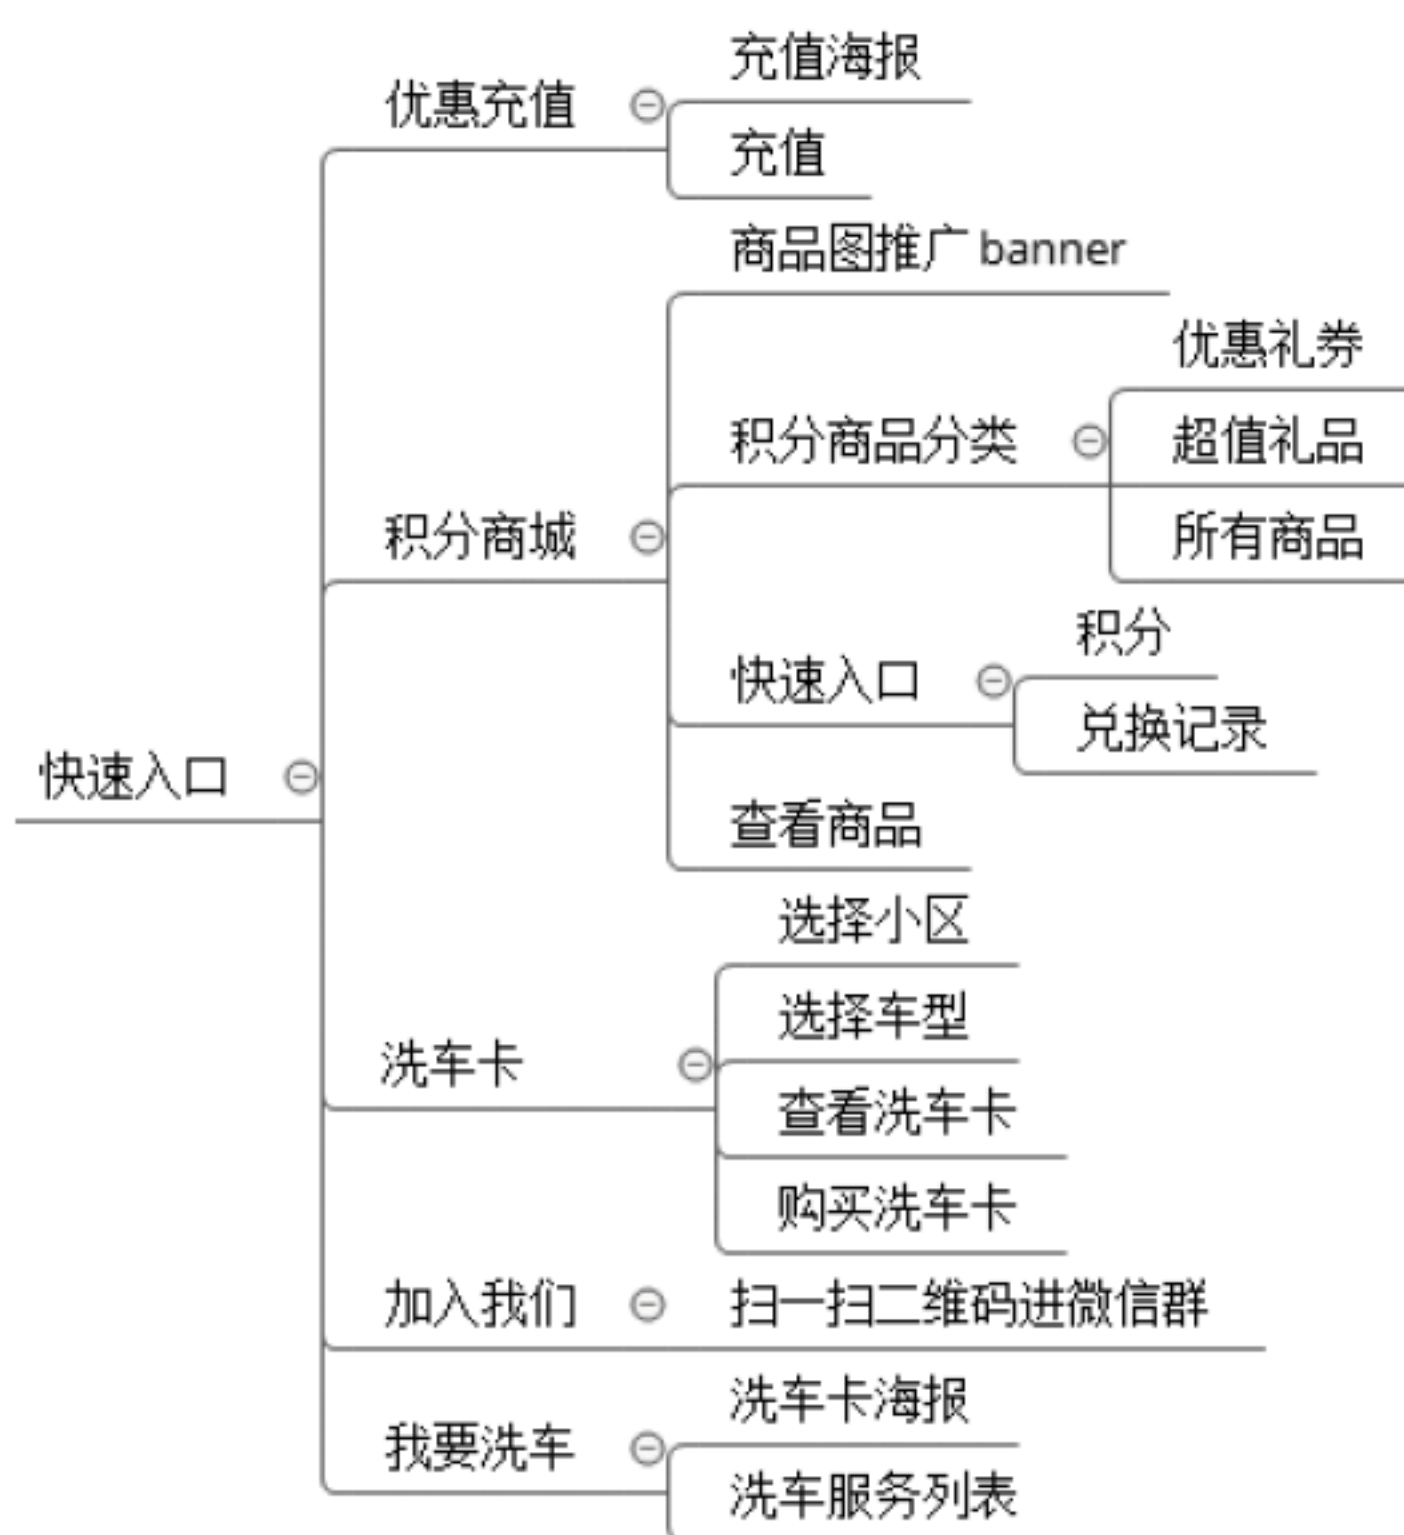 充值海报
优惠充值
充值
商品图推广 banner
优惠礼券
积分商品分类
超值礼品
积分商城
所有商品
积分
快速入口
兑换记录
快速入口
查看商品
选择小区
选择车型
洗车卡
查看洗车卡
购买洗车卡
加入我们
扫一扫二维码进微信群
洗车卡海报
我要洗车
洗车服务列表